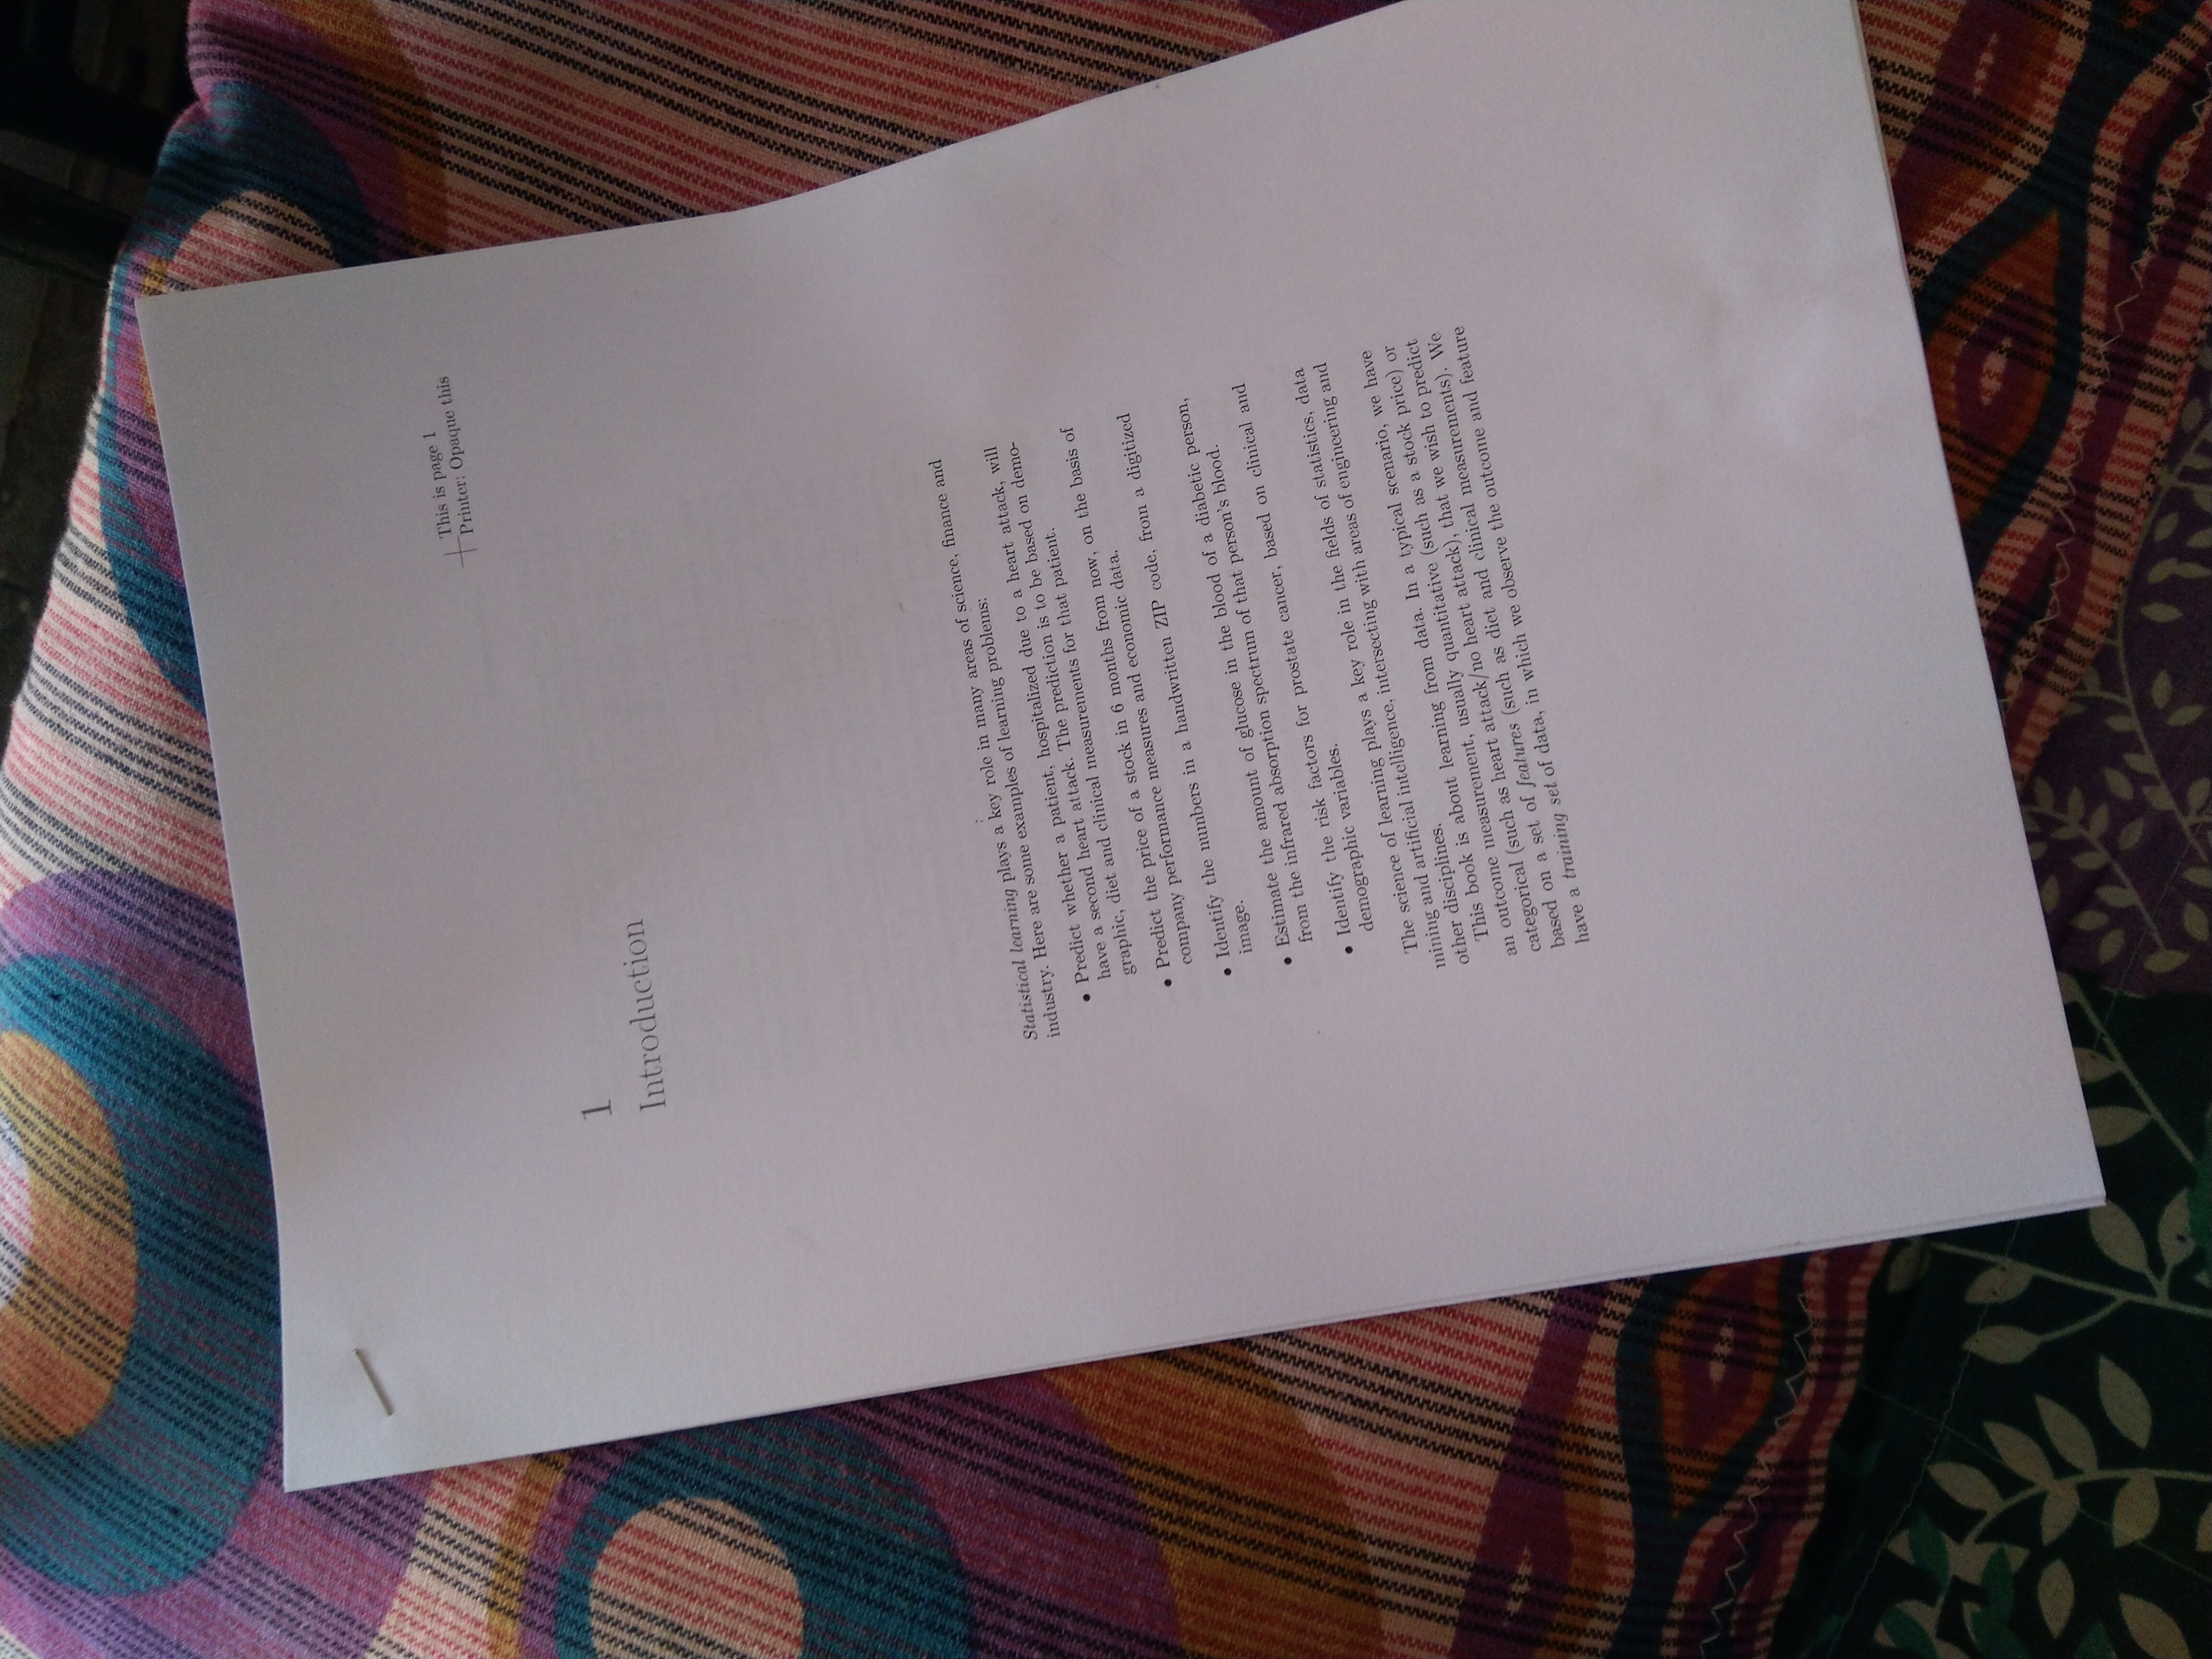 This is page 1
Printer: Opaque this
1
Introduction
Statistical learning plays a key role in many areas of science, finance and
industry. Here are some examples of learning problems:
• Predict whether a patient, hospitalized due to a heart attack, will
have a second heart attack. The prediction is to be based on demo-
graphic, diet and clinical measurements for that patient.
• Predict the price of a stock in 6 months from now, on the basis of
company performance measures and economic data.
• Identify the numbers in a handwritten ZIP code, from a digitized
image.
• Estimate the amount of glucose in the blood of a diabetic person,
from the infrared absorption spectrum of that person's blood.
• Identify the risk factors for prostate cancer, based on clinical and
demographic variables.
The science of learning plays a key role in the fields of statistics, data
mining and artificial intelligence, intersecting with areas of engineering and
other disciplines.
This book is about learning from data. In a typical scenario, we have
an outcome measurement, usually quantitative (such as a stock price) or
categorical (such as heart attack/no heart attack), that we wish to predict
based on a set of features (such as diet and clinical measurements). We
have a training set of data, in which we observe the outcome and feature